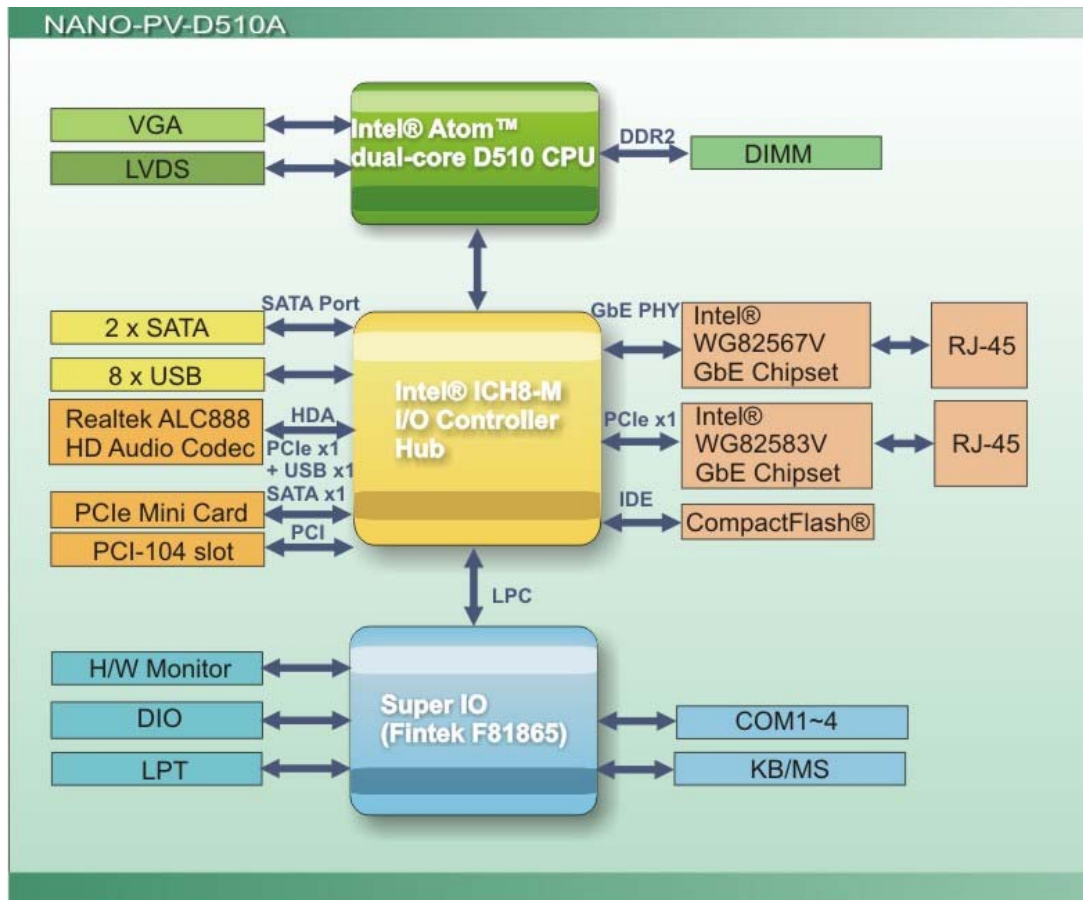 NANO-PV-D510A
VGA
LVDS
Intel® Atom™
dual-core D510 CPU
DDR2
DIMM
SATA Port
2 x SATA
8 x USB
Realtek ALC888
HD Audio Codec
HDA
PCIe x1
+ USB x1
SATA x1
PCIe Mini Card
PCI-104 slot
PCI
Intel® ICH8-M
I/O Controller
Hub
GbE PHY
Intel®
WG82567V
GbE Chipset
RJ-45
PCIe x1
Intel®
WG82583V
GbE Chipset
RJ-45
IDE
CompactFlash®
LPC
H/W Monitor
DIO
LPT
Super IO
(Fintek F81865)
COM1~4
KB/MS